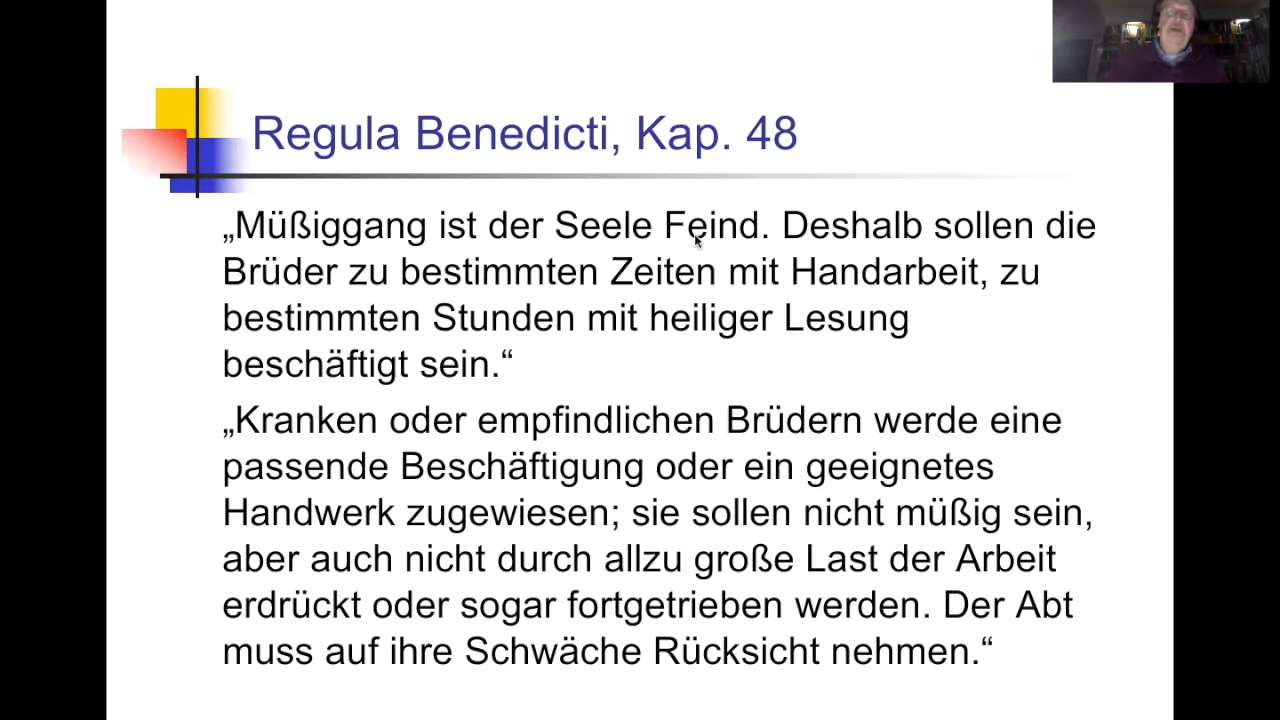 Regula Benedicti, Kap. 48
„Müßiggang ist der Seele Feind. Deshalb sollen die
Brüder zu bestimmten Zeiten mit Handarbeit, zu
bestimmten Stunden mit heiliger Lesung
beschäftigt sein.“
„Kranken oder empfindlichen Brüdern werde eine
passende Beschäftigung oder ein geeignetes
Handwerk zugewiesen; sie sollen nicht müßig sein,
aber auch nicht durch allzu große Last der Arbeit
erdrückt oder sogar fortgetrieben werden. Der Abt
muss auf ihre Schwäche Rücksicht nehmen.“